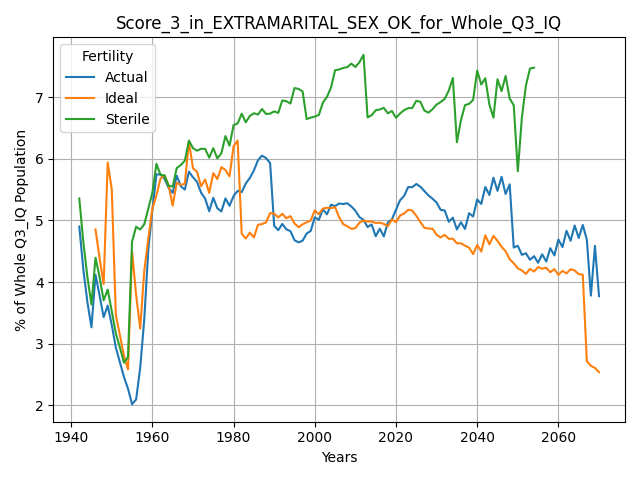 Score_3_in_EXTRAMARITAL_SEX_OK_for_Whole_Q3_IQ
Fertility
Actual
Ideal
Sterile
% of Whole Q3_IQ Population
7
6
5
4
3
2
1940
1960
1980
2000
2020
2040
2060
Years